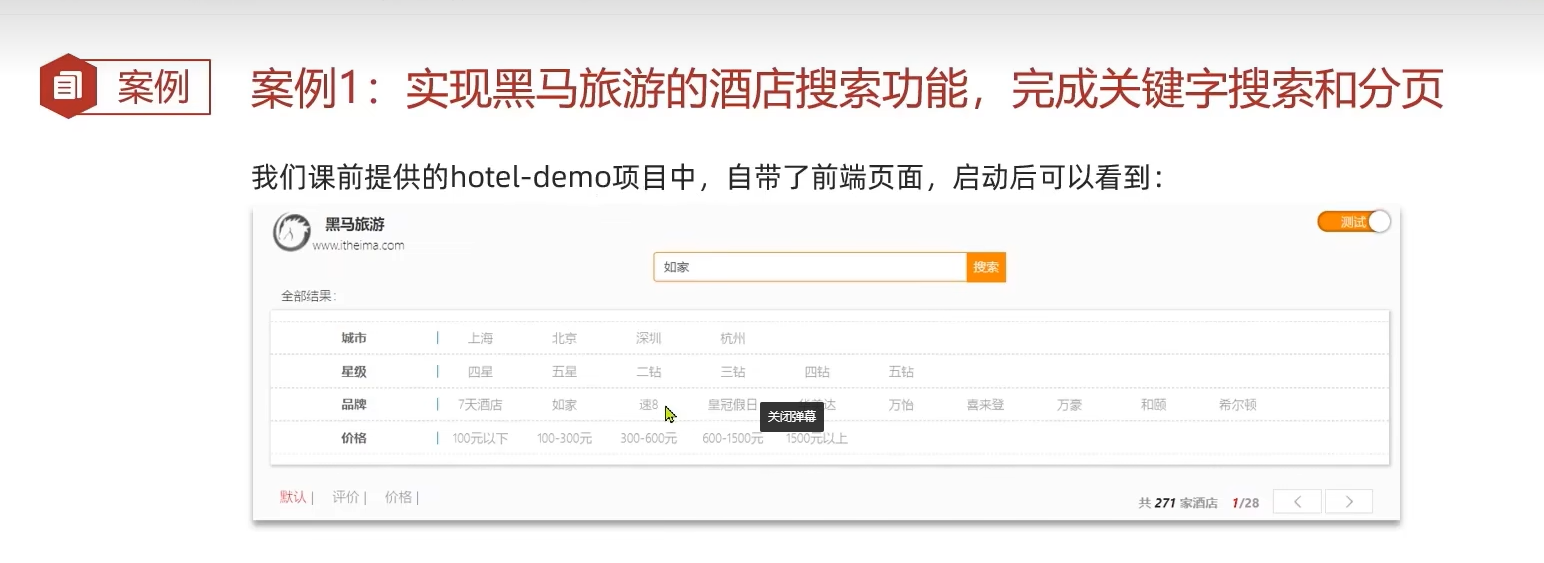 案例
案例1：实现黑马旅游的酒店搜索功能，完成关键字搜索和分页
我们课前提供的hotel-demo项目中，自带了前端页面，启动后可以看到：
黑马旅游
www.itheima.com
测试
如家 搜索
全部结果：
城市 | 上海 北京 深圳 杭州
星级 | 四星 五星 二钻 三钻 四钻 五钻
品牌 | 7天酒店 如家 速8 皇冠假日 万怡 喜来登 万豪 和颐 希尔顿
关闭弹幕
价格 | 100元以下 100-300元 300-600元 600-1500元 1500元以上
默认 | 评价 | 价格 |
共 271 家酒店 1/28 < >